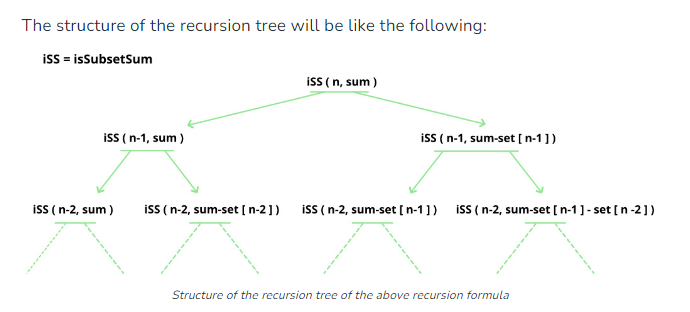 The structure of the recursion tree will be like the following:
iSS = isSubsetSum
iSS ( n, sum )
iSS ( n-1, sum )
iSS ( n-1, sum-set [ n-1 ] )
iSS ( n-2, sum )
iSS ( n-2, sum-set [ n-2 ] )
iSS ( n-2, sum-set [ n-1 ] )
iSS ( n-2, sum-set [ n-1 ] - set [ n -2 ] )
Structure of the recursion tree of the above recursion formula